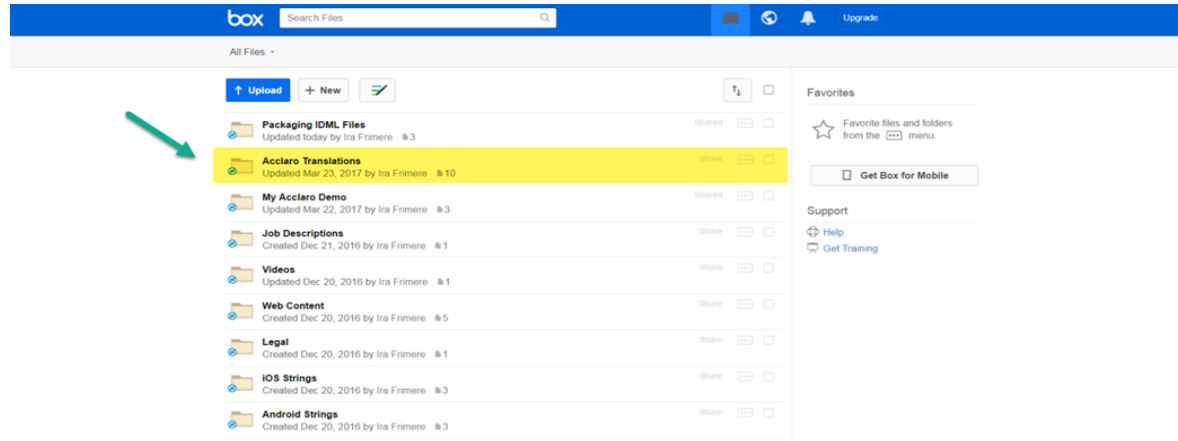 box
Search Files
Upgrade
All Files
Upload
New
Packaging IDML Files
Shared
Updated today by Ira Frimere 3
Acclaro Translations
Share
Updated Mar 23, 2017 by Ira Frimere 10
My Acclaro Demo
Shared
Updated Mar 22, 2017 by Ira Frimere 3
Job Descriptions
Share
Created Dec 21, 2016 by Ira Frimere 1
Videos
Share
Updated Dec 20, 2016 by Ira Frimere 1
Web Content
Share
Created Dec 20, 2016 by Ira Frimere 5
Legal
Share
Created Dec 20, 2016 by Ira Frimere 1
iOS Strings
Share
Created Dec 20, 2016 by Ira Frimere 3
Android Strings
Share
Created Dec 20, 2016 by Ira Frimere 3
Favorites
Favorite files and folders
from the ••• menu.
Get Box for Mobile
Support
Help
Get Training